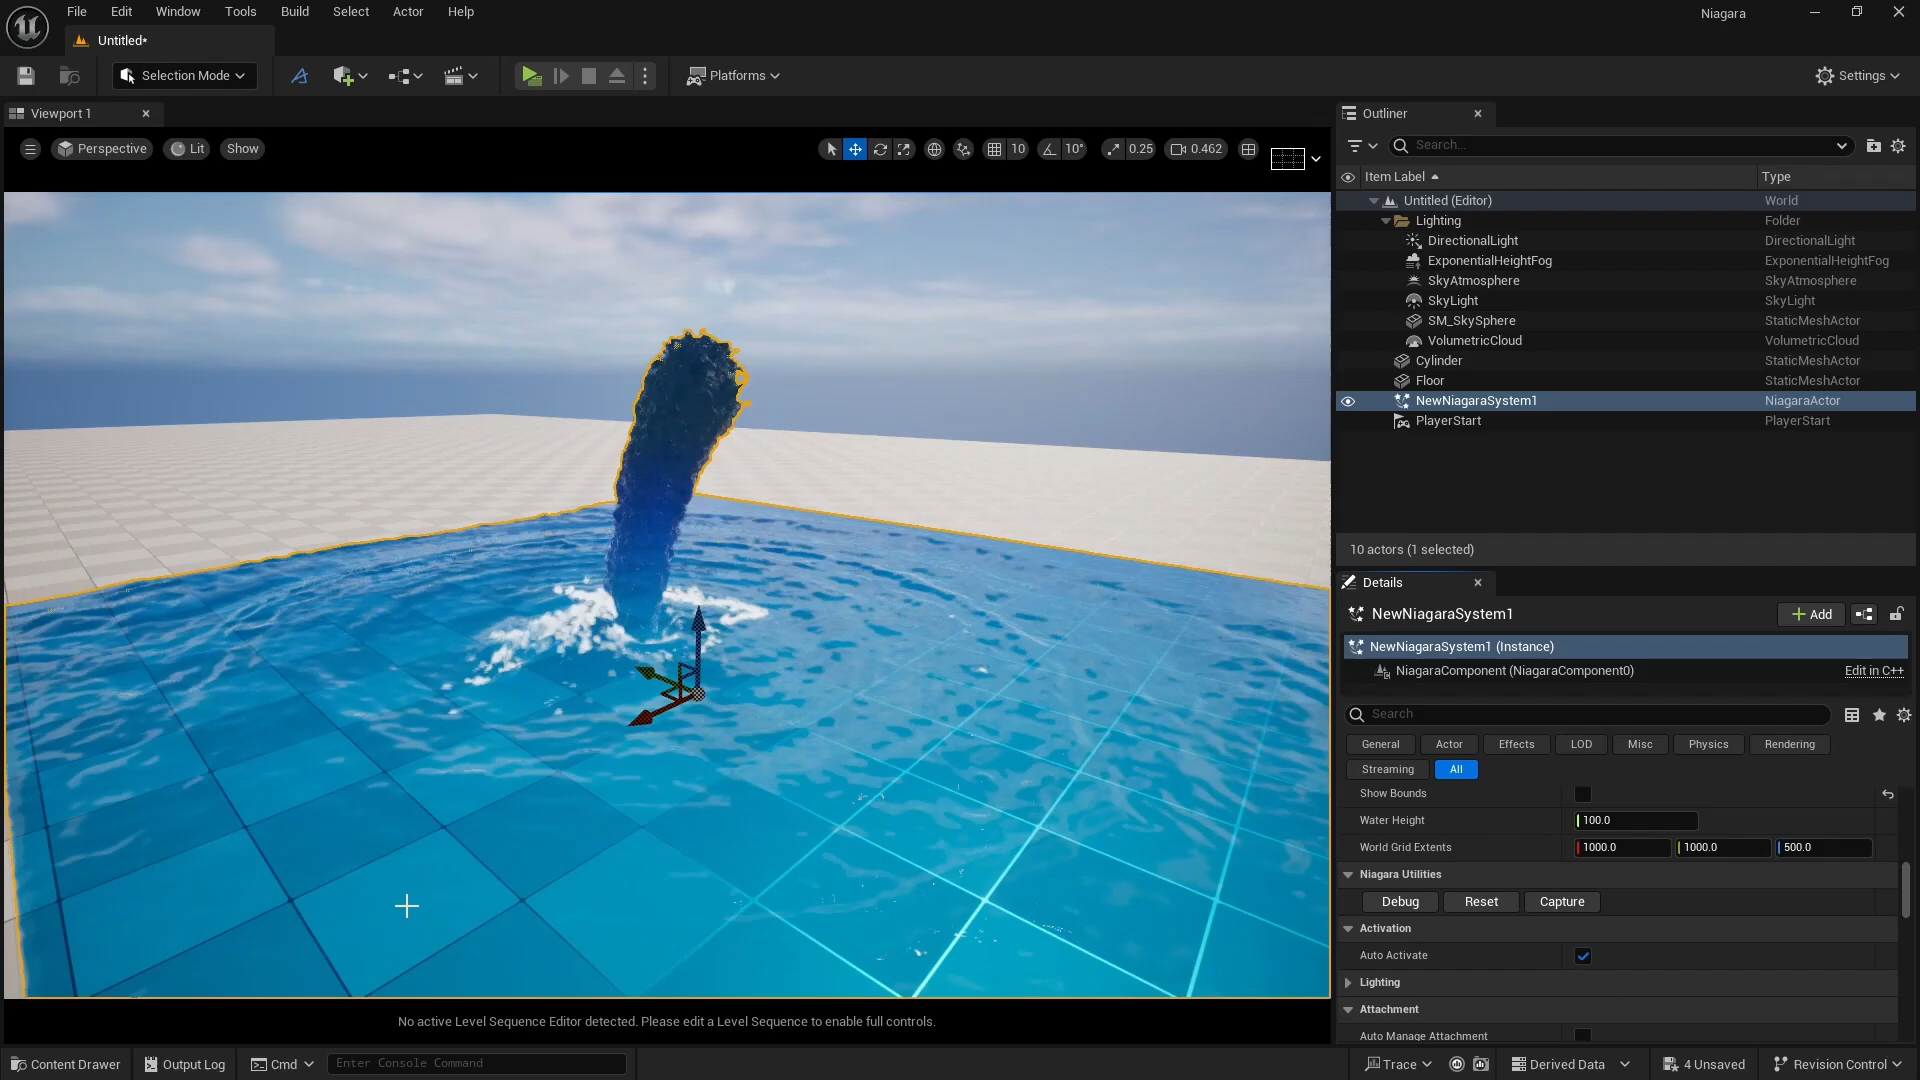 File Edit Window Tools Build Select Actor Help
Niagara
Untitled*
Selection Mode
Platforms
Settings
Viewport 1
Perspective Lit Show
10 10° 0.25 0.462
Outliner
Search...
Item Label Type
Untitled (Editor) World
Lighting Folder
DirectionalLight DirectionalLight
ExponentialHeightFog ExponentialHeightFog
SkyAtmosphere SkyAtmosphere
SkyLight SkyLight
SM_SkySphere StaticMeshActor
VolumetricCloud VolumetricCloud
Cylinder StaticMeshActor
Floor StaticMeshActor
NewNiagaraSystem1 NiagaraActor
PlayerStart PlayerStart
10 actors (1 selected)
Details
NewNiagaraSystem1
+ Add
NewNiagaraSystem1 (Instance)
NiagaraComponent (NiagaraComponent0) Edit in C++
Search
General Actor Effects LOD Misc Physics Rendering
Streaming All
Show Bounds
Water Height 100.0
World Grid Extents 1000.0 1000.0 500.0
Niagara Utilities
Debug Reset Capture
Activation
Auto Activate
Lighting
Attachment
Auto Manage Attachment
No active Level Sequence Editor detected. Please edit a Level Sequence to enable full controls.
Content Drawer Output Log Cmd Enter Console Command
Trace Derived Data 4 Unsaved Revision Control